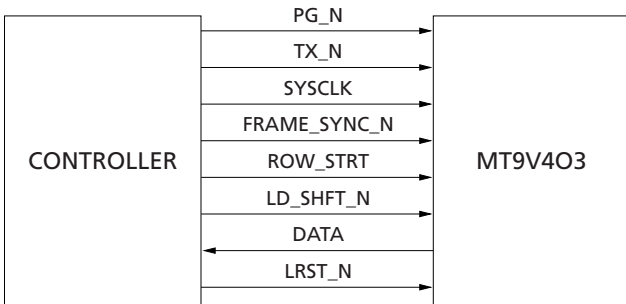 PG_N
TX_N
SYSCLK
FRAME_SYNC_N
CONTROLLER
ROW_STRT
MT9V4O3
LD_SHFT_N
DATA
LRST_N